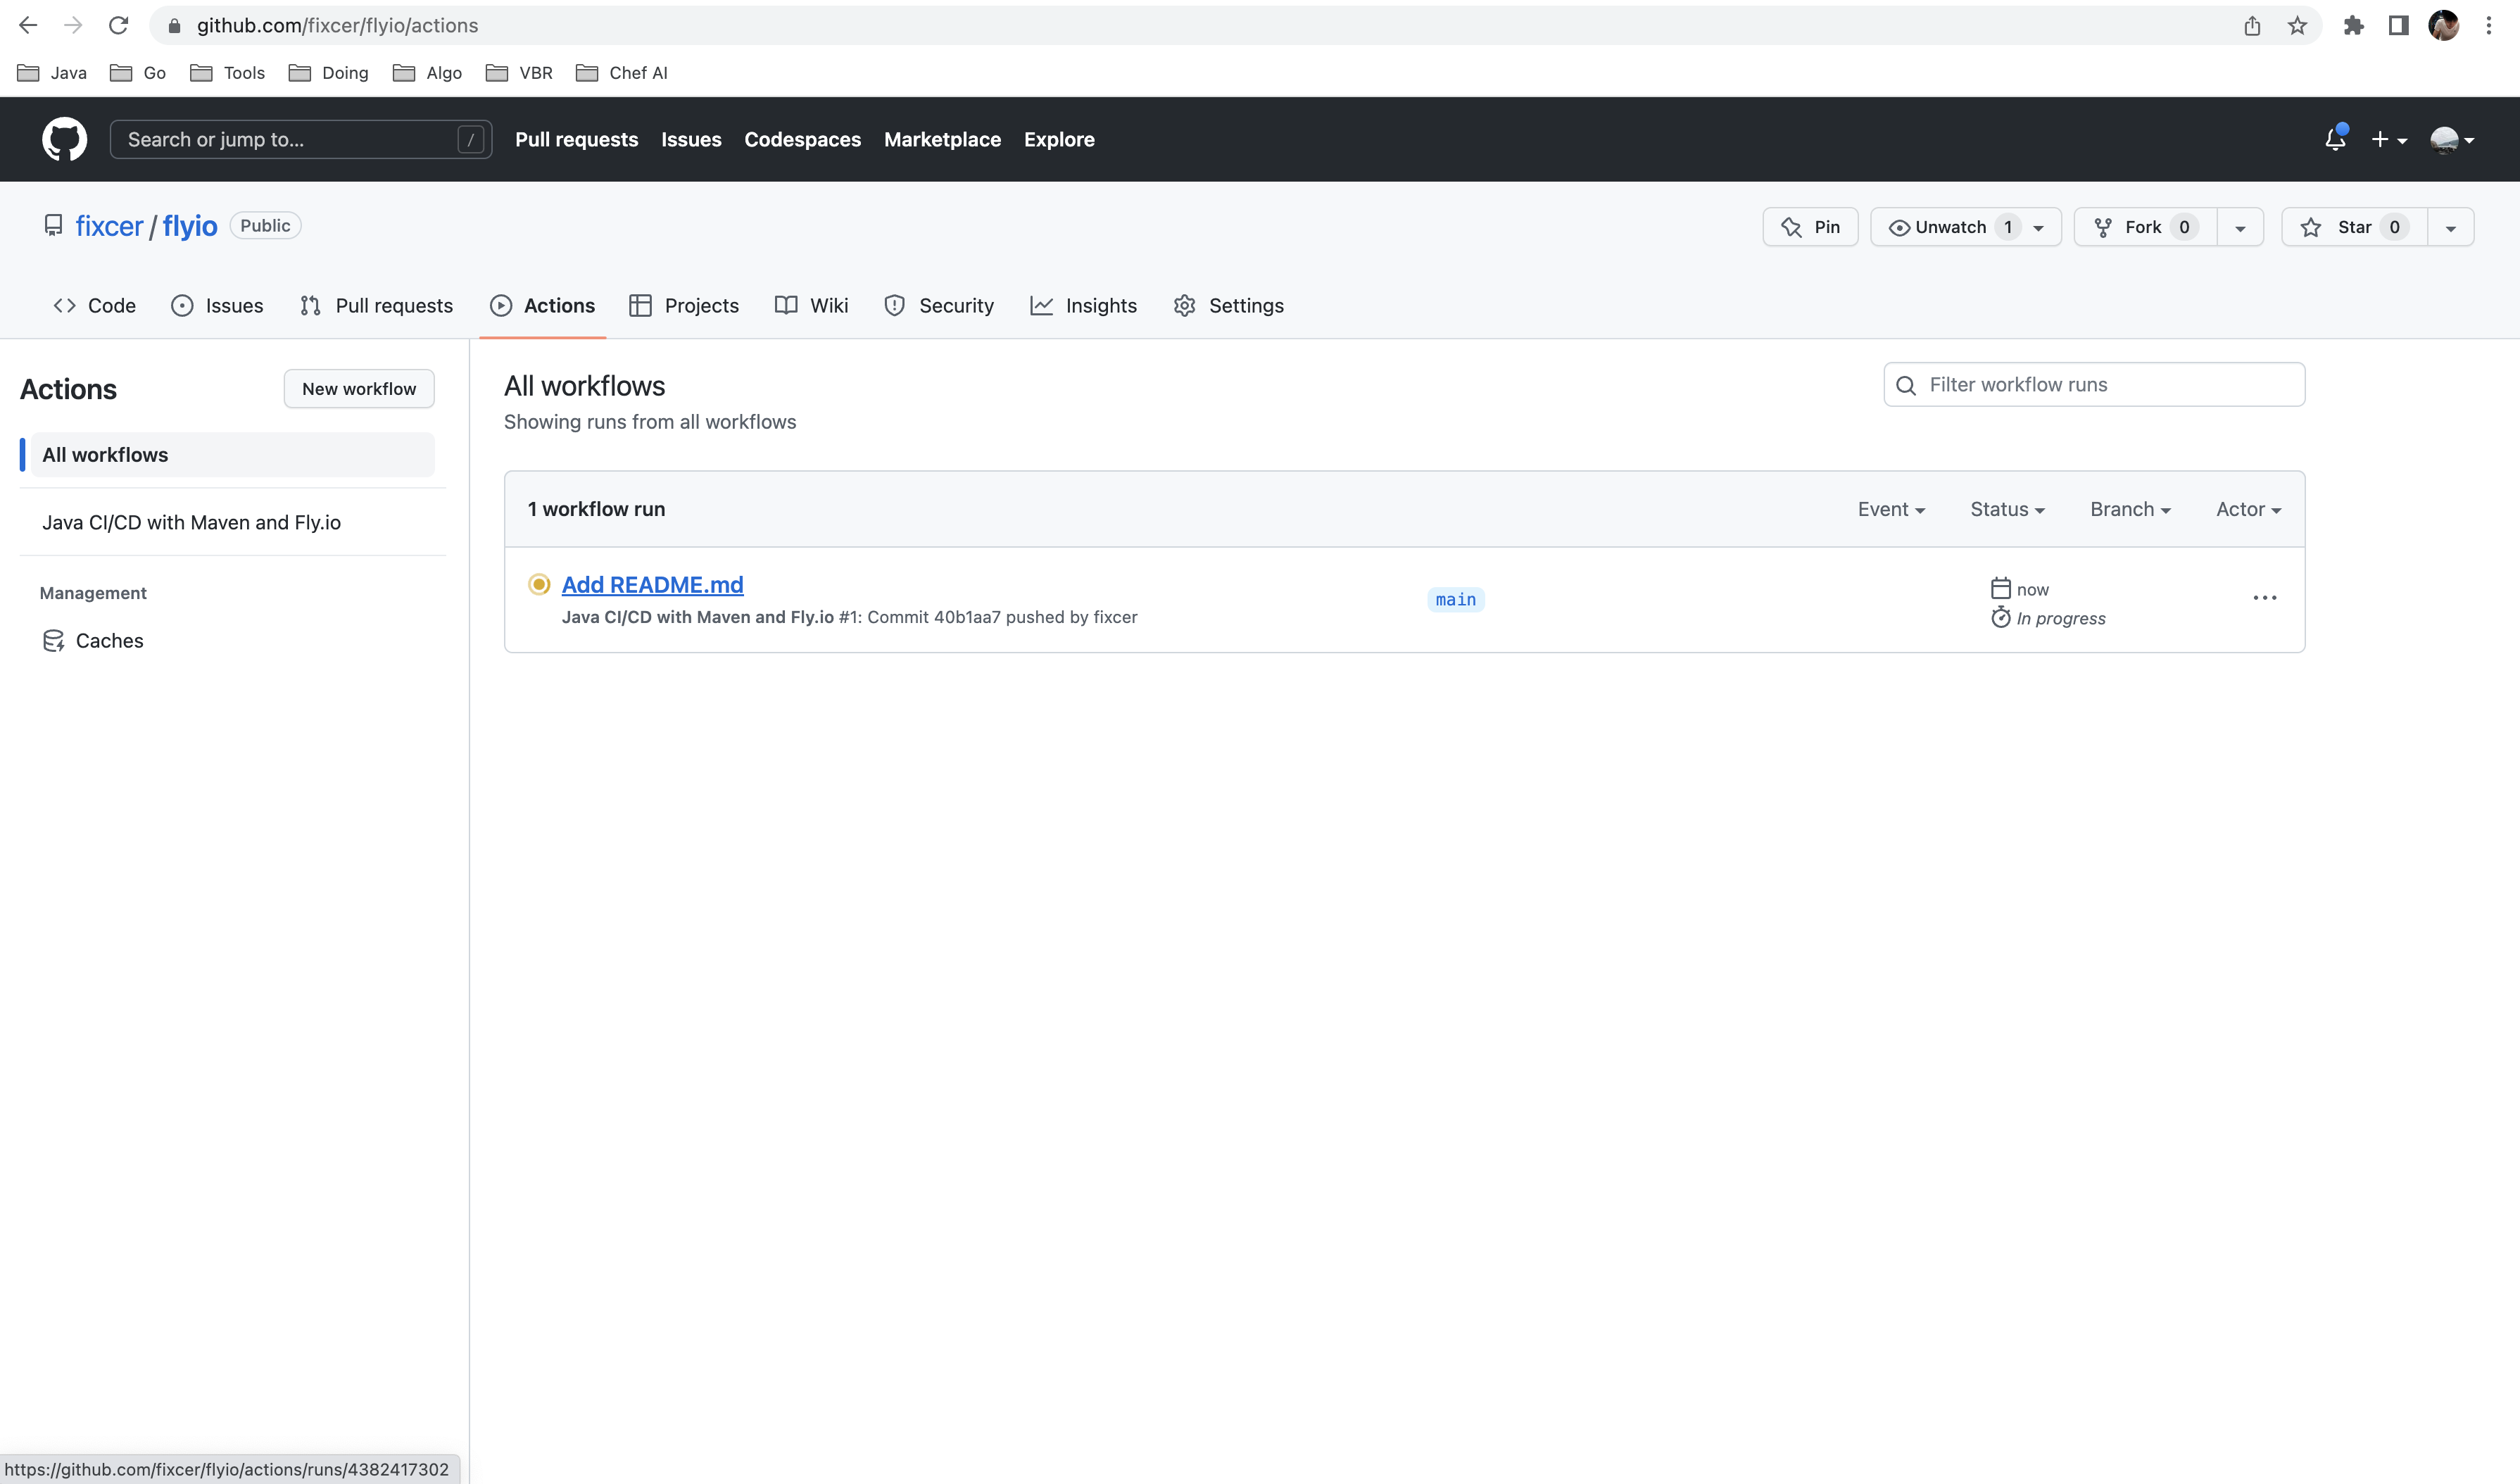 github.com/fixcer/flyio/actions
Java Go Tools Doing Algo VBR Chef AI
Search or jump to... / Pull requests Issues Codespaces Marketplace Explore
fixcer / flyio Public Pin Unwatch 1 Fork 0 Star 0
Code Issues Pull requests Actions Projects Wiki Security Insights Settings
Actions New workflow
All workflows
Java CI/CD with Maven and Fly.io
Management
Caches
All workflows
Showing runs from all workflows
Filter workflow runs
1 workflow run Event Status Branch Actor
Add README.md
Java CI/CD with Maven and Fly.io #1: Commit 40b1aa7 pushed by fixcer
main
now
In progress
https://github.com/fixcer/flyio/actions/runs/4382417302